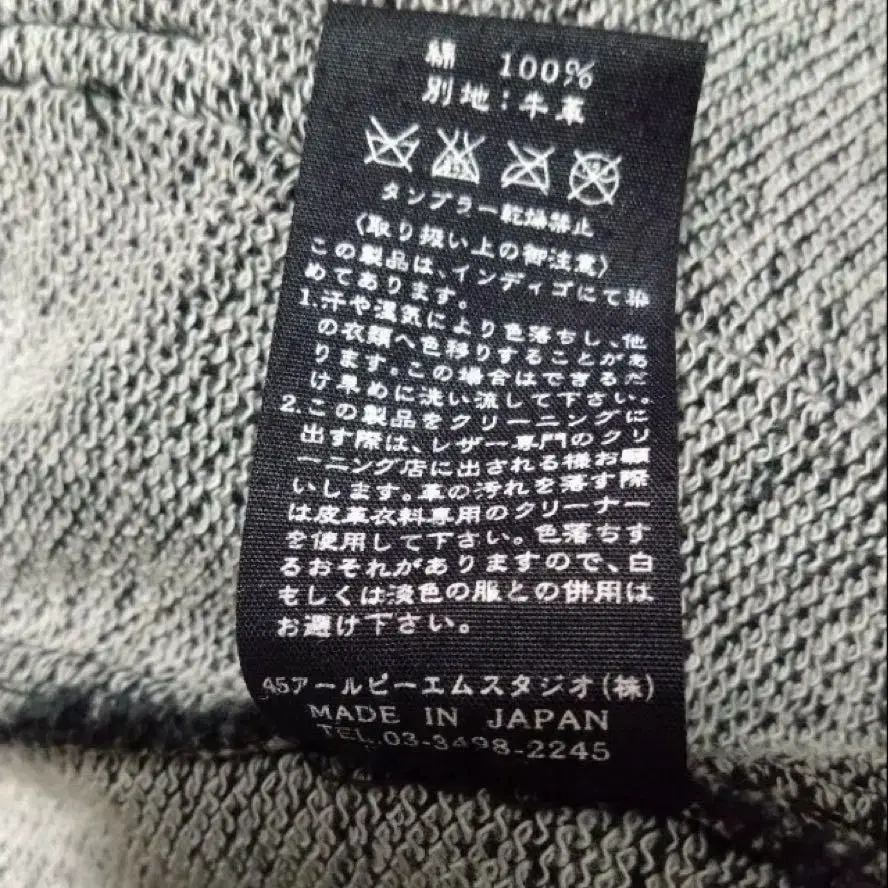 綿 100%
別地:牛革
タンブラー乾燥禁止
〈取り扱い上の御注意〉
この製品は、インディゴにて染
めてあります。
1.汗や湿気により色落ちし、他
の衣類へ色移りすることがあ
ります。この場合はできるだ
け早めに洗い流して下さい。
2.この製品をクリーニングに
出す際は、レザー専門のクリ
ーニング店に出される様お願
いします。革の汚れを落す際
は皮革衣料専用のクリーナー
を使用して下さい。色落ちす
るおそれがありますので、白
もしくは淡色の服との併用は
お避け下さい。
45アールピーエムスタジオ(株)
MADE IN JAPAN
TEL.03-3498-2245